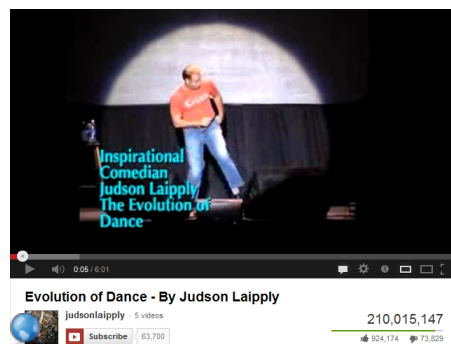 Crush
Inspirational
Comedian
Judson Laipply
The Evolution of
Dance
0:05 / 6:01
Evolution of Dance - By Judson Laipply
judsonlaipply · 5 videos
Subscribe 63,700
210,015,147
924,174 73,829